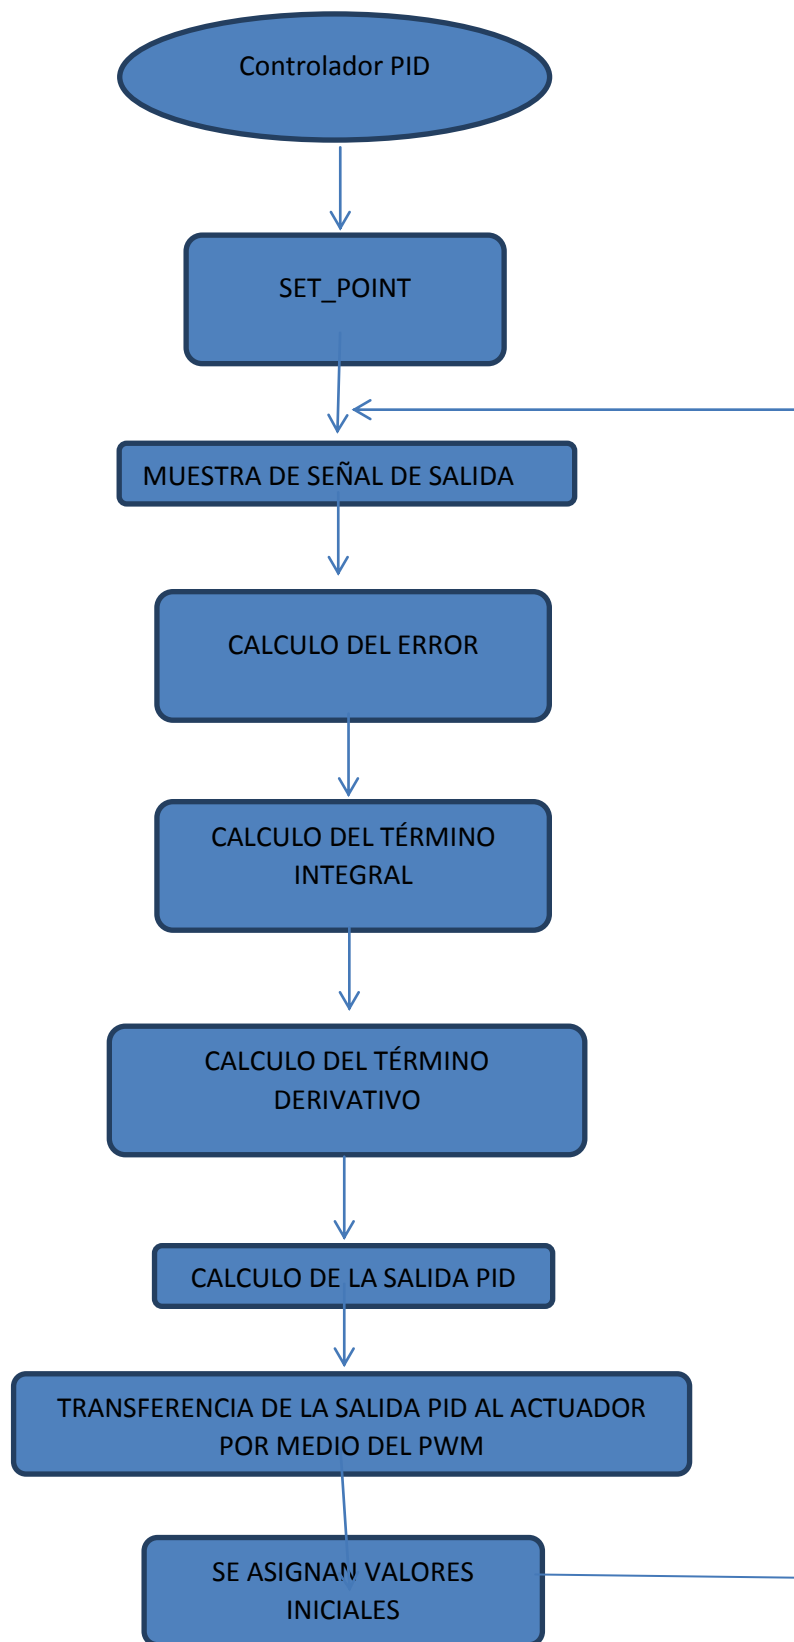 Controlador PID
SET_POINT
MUESTRA DE SEÑAL DE SALIDA
CALCULO DEL ERROR
CALCULO DEL TÉRMINO
INTEGRAL
CALCULO DEL TÉRMINO
DERIVATIVO
CALCULO DE LA SALIDA PID
TRANSFERENCIA DE LA SALIDA PID AL ACTUADOR
POR MEDIO DEL PWM
SE ASIGNAN VALORES
INICIALES